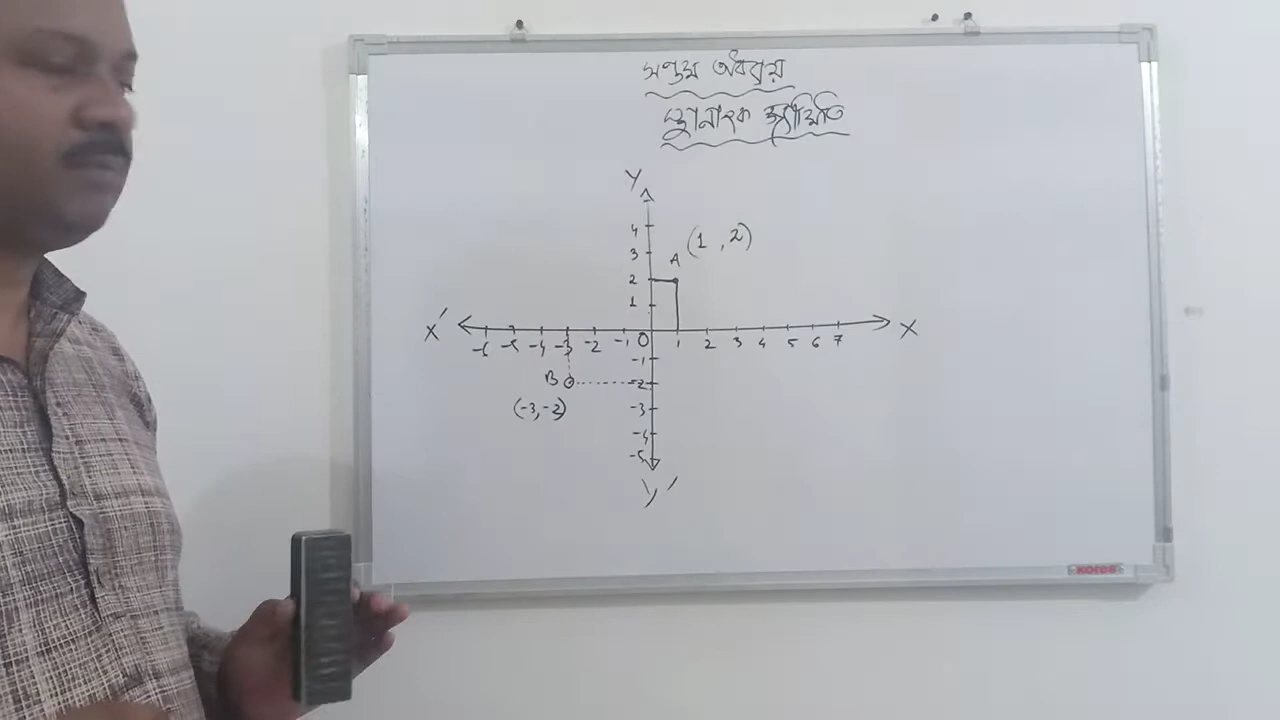 সপ্তম অধ্যায়
স্থানাংক জ্যামিতি
Y
4
3
(1 , 2)
A
2
1
X′
X
-6 -5 -4 -3 -2 -1 0 1 2 3 4 5 6 7
-1
B
-2
(-3,-2)
-3
-4
-5
Y′
KORES